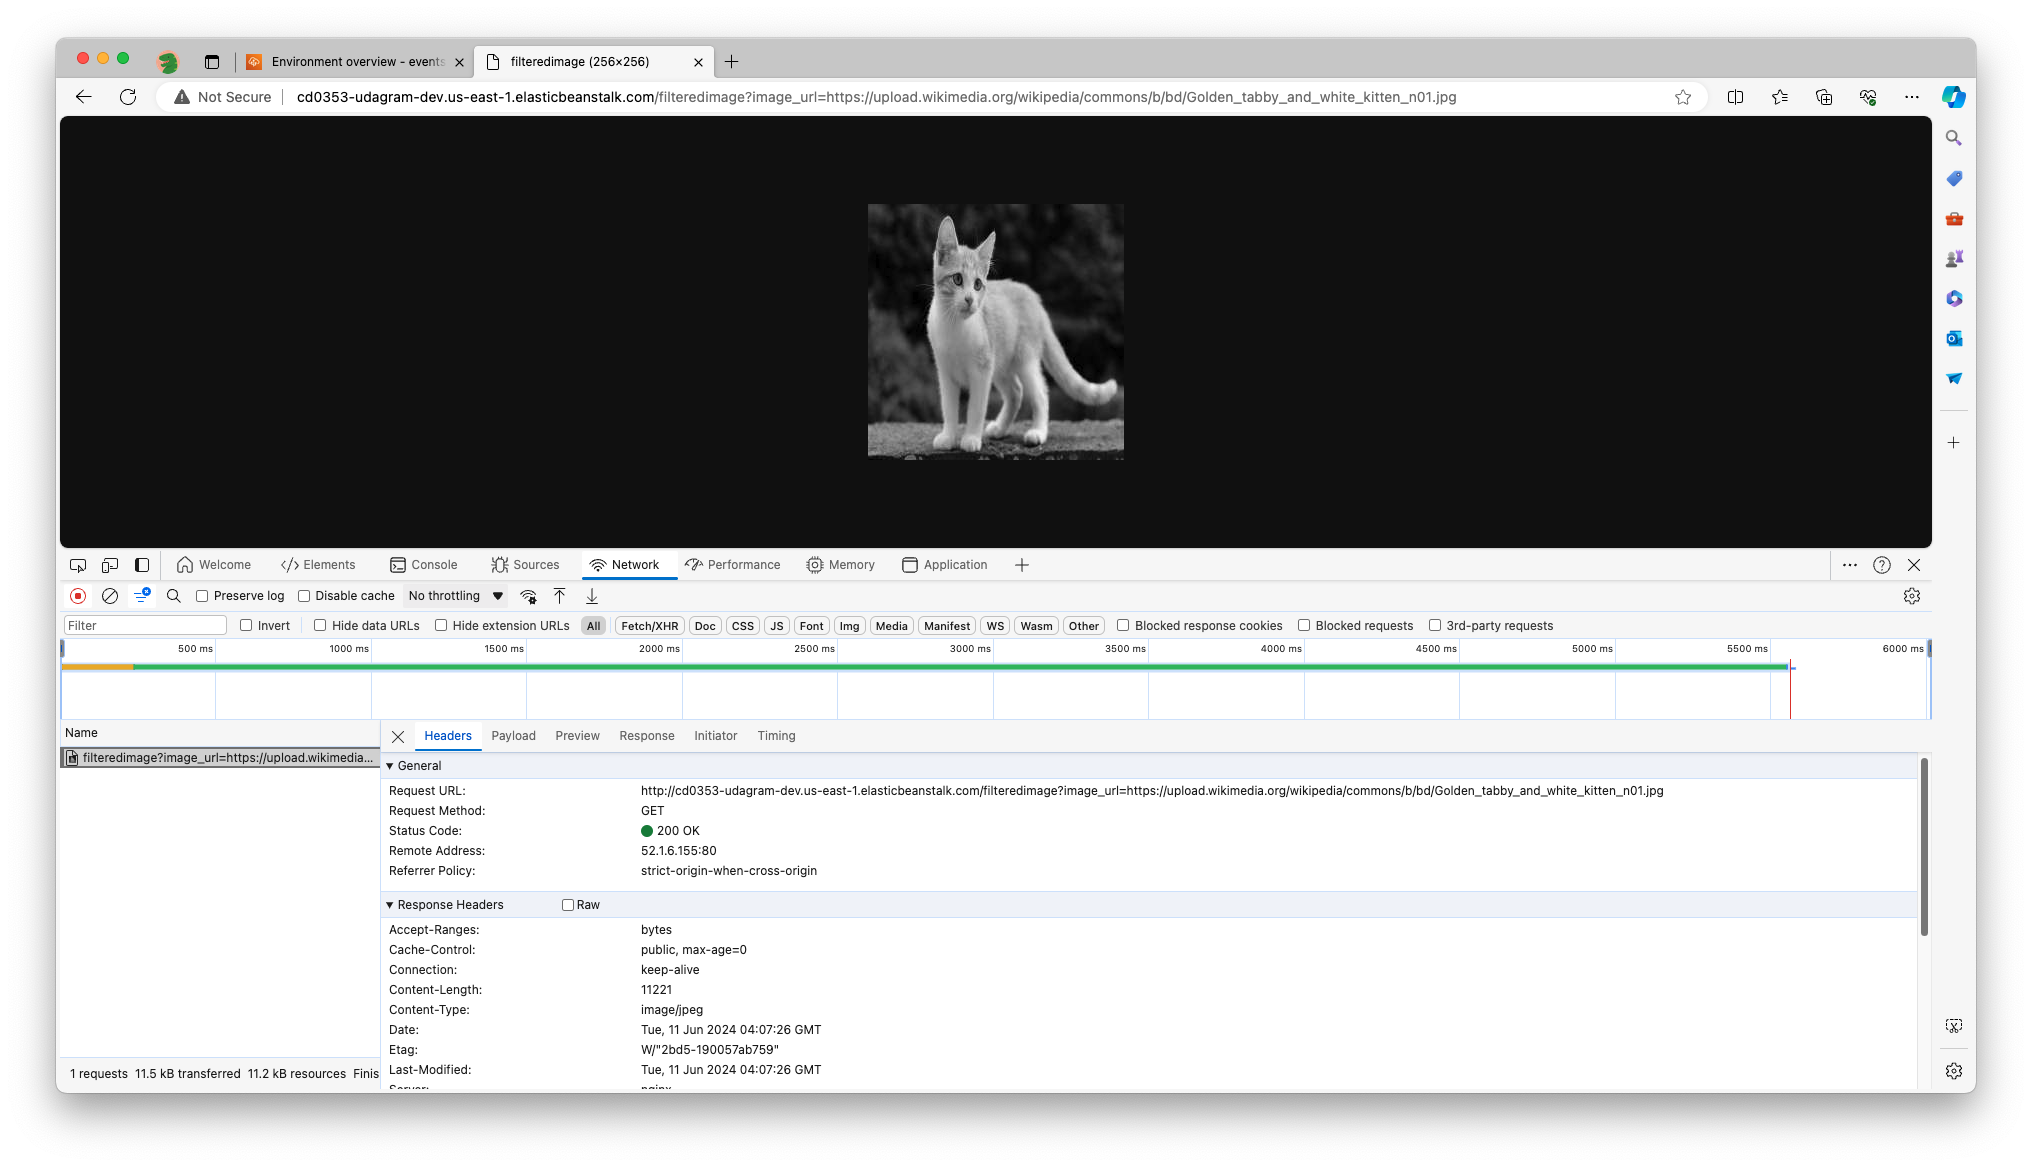 Environment overview - events
filteredimage (256×256)
Not Secure
cd0353-udagram-dev.us-east-1.elasticbeanstalk.com/filteredimage?image_url=https://upload.wikimedia.org/wikipedia/commons/b/bd/Golden_tabby_and_white_kitten_n01.jpg
Welcome Elements Console Sources Network Performance Memory Application
Preserve log Disable cache No throttling
Filter Invert Hide data URLs Hide extension URLs All Fetch/XHR Doc CSS JS Font Img Media Manifest WS Wasm Other Blocked response cookies Blocked requests 3rd-party requests
500 ms 1000 ms 1500 ms 2000 ms 2500 ms 3000 ms 3500 ms 4000 ms 4500 ms 5000 ms 5500 ms 6000 ms
Name
filteredimage?image_url=https://upload.wikimedia...
Headers Payload Preview Response Initiator Timing
General
Request URL: http://cd0353-udagram-dev.us-east-1.elasticbeanstalk.com/filteredimage?image_url=https://upload.wikimedia.org/wikipedia/commons/b/bd/Golden_tabby_and_white_kitten_n01.jpg
Request Method: GET
Status Code: 200 OK
Remote Address: 52.1.6.155:80
Referrer Policy: strict-origin-when-cross-origin
Response Headers Raw
Accept-Ranges: bytes
Cache-Control: public, max-age=0
Connection: keep-alive
Content-Length: 11221
Content-Type: image/jpeg
Date: Tue, 11 Jun 2024 04:07:26 GMT
Etag: W/"2bd5-190057ab759"
Last-Modified: Tue, 11 Jun 2024 04:07:26 GMT
Server: nginx
1 requests 11.5 kB transferred 11.2 kB resources Finis